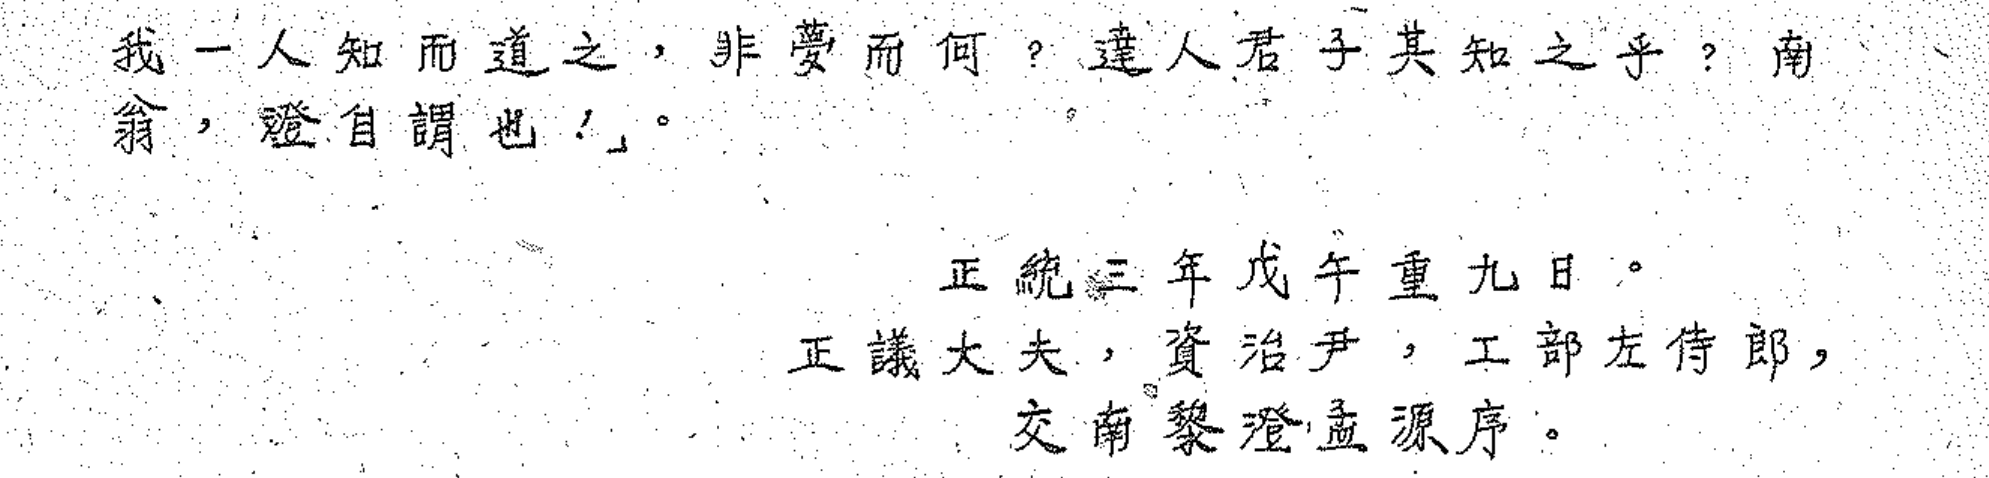 我一人知而道之，非夢而何？達人君子其知之乎？南
翁，澄自謂也！」。
正統三年戊午重九日。
正議大夫，資治尹，工部左侍郎，
交南黎澄孟源序。